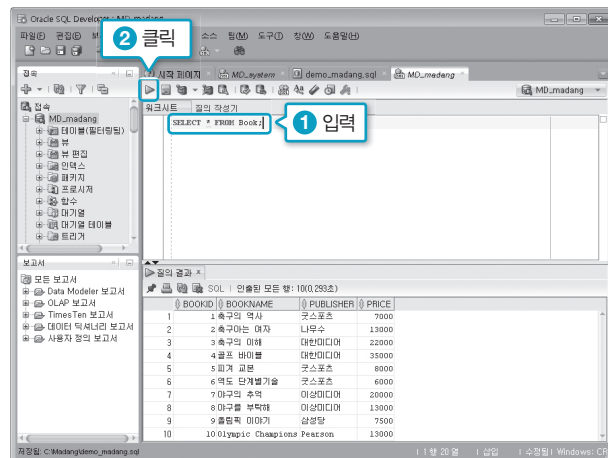 Oracle SQL Developer : MD_madang
파일(F) 편집(E) 소스 팀(M) 도구(T) 창(W) 도움말(H)
2 클릭
접속
시작 페이지 MD_system demo_madang.sql MD_madang
MD_madang
워크시트 질의 작성기
SELECT * FROM Book;
1 입력
접속
MD_madang
테이블(필터링됨)
뷰
뷰 편집
인덱스
패키지
프로시저
함수
대기열
대기열 테이블
트리거
보고서
모든 보고서
Data Modeler 보고서
OLAP 보고서
TimesTen 보고서
데이터 딕셔너리 보고서
사용자 정의 보고서
질의 결과
SQL | 인출된 모든 행: 10(0,293초)
BOOKID BOOKNAME PUBLISHER PRICE
1 1 축구의 역사 굿스포츠 7000
2 2 축구아는 여자 나무수 13000
3 3 축구의 이해 대한미디어 22000
4 4 골프 바이블 대한미디어 35000
5 5 피겨 교본 굿스포츠 8000
6 6 역도 단계별기술 굿스포츠 6000
7 7 야구의 추억 이상미디어 20000
8 8 야구를 부탁해 이상미디어 13000
9 9 올림픽 이야기 삼성당 7500
10 10 Olympic Champions Pearson 13000
저장됨: C:\Madang\demo_madang.sql
1 행 20 열 | 삽입 | 수정됨 | Windows: CR